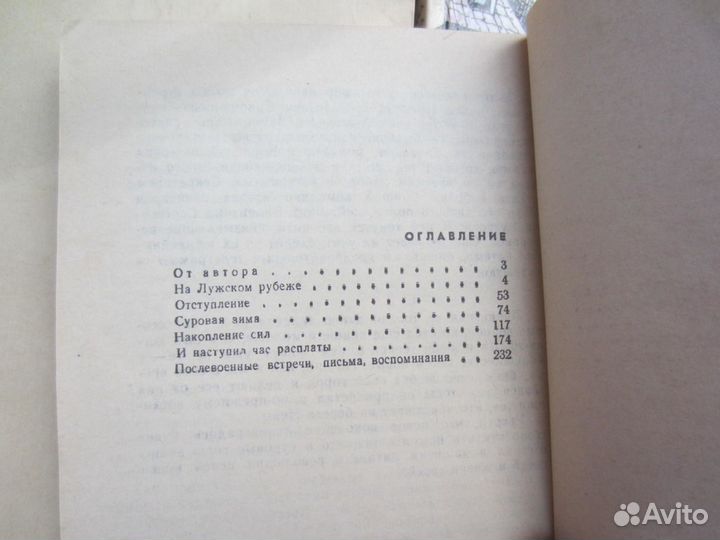 ОГЛАВЛЕНИЕ
От автора . . . . . . . . . . . . . . 3
На Лужском рубеже . . . . . . . . . . 4
Отступление . . . . . . . . . . . . . 53
Суровая зима . . . . . . . . . . . . 74
Накопление сил . . . . . . . . . . . 117
И наступил час расплаты . . . . . . . 174
Послевоенные встречи, письма, воспоминания . . 232
Avito